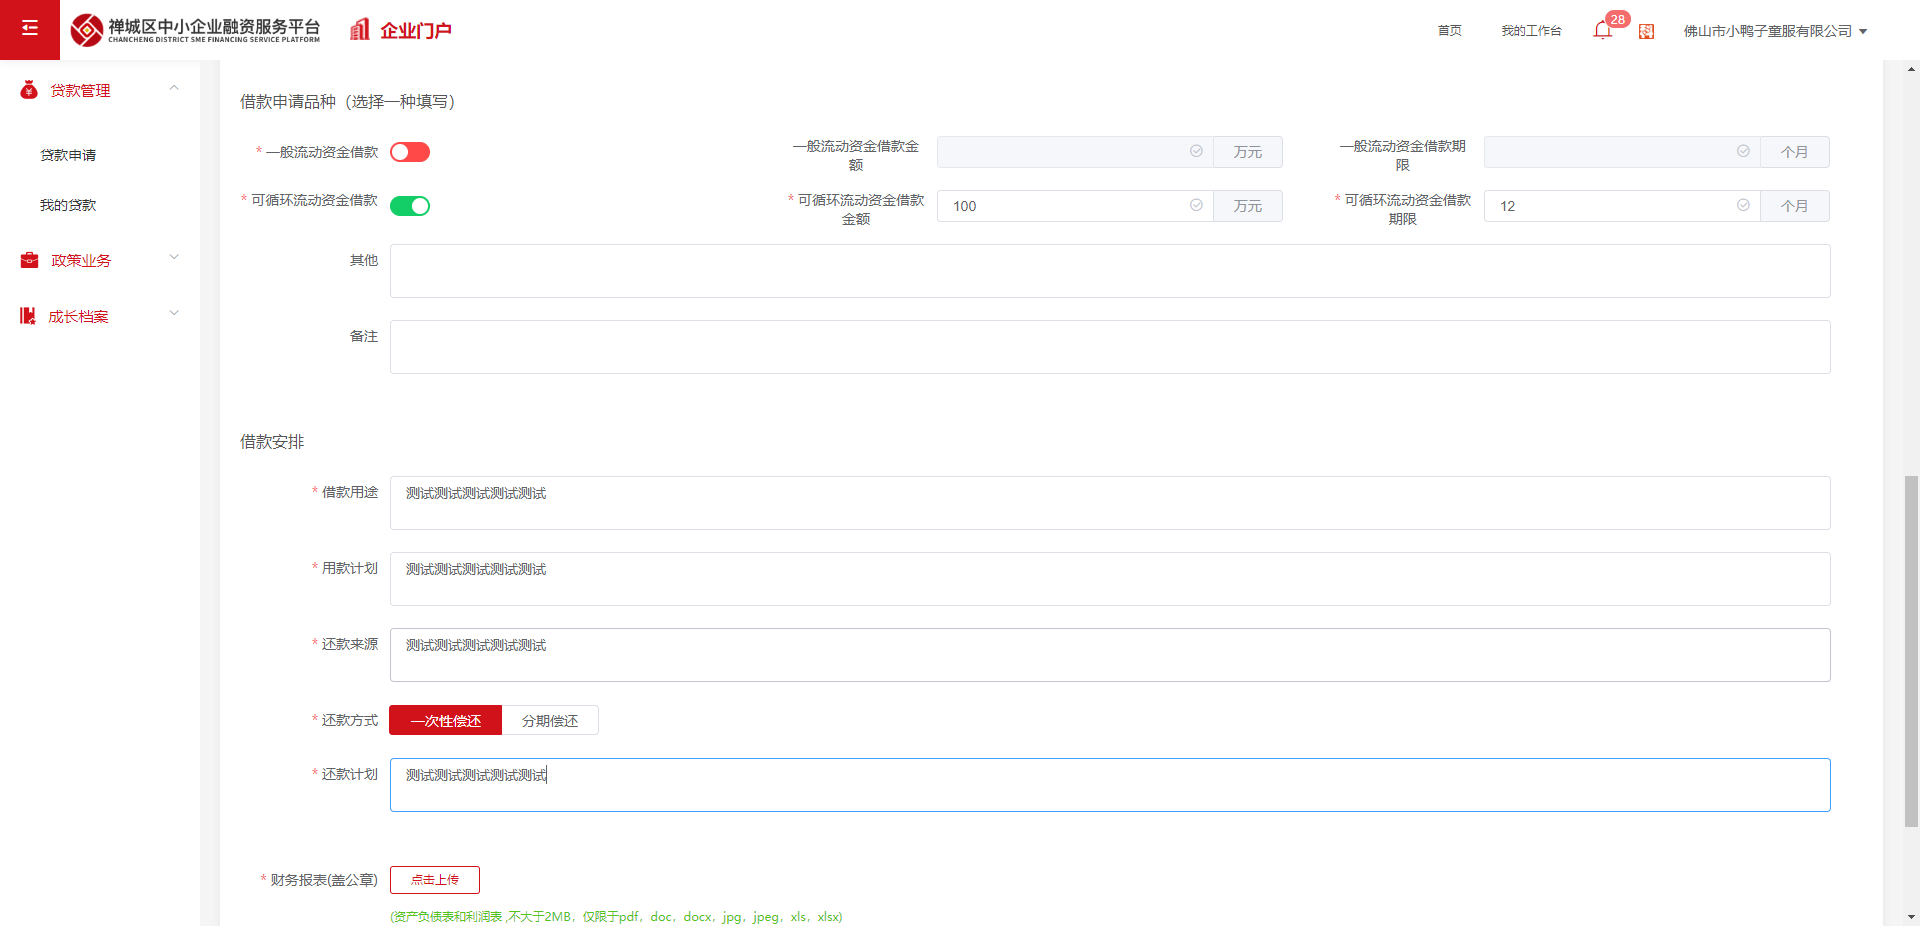 禅城区中小企业融资服务平台
CHANCHENG DISTRICT SME FINANCING SERVICE PLATFORM
企业门户
首页
我的工作台
28
佛山市小鸭子童服有限公司
贷款管理
贷款申请
我的贷款
政策业务
成长档案
借款申请品种（选择一种填写）
* 一般流动资金借款
一般流动资金借款金
额
万元
一般流动资金借款期
限
个月
* 可循环流动资金借款
* 可循环流动资金借款
金额
100
万元
* 可循环流动资金借款
期限
12
个月
其他
备注
借款安排
* 借款用途
测试测试测试测试测试
* 用款计划
测试测试测试测试测试
* 还款来源
测试测试测试测试测试
* 还款方式
一次性偿还
分期偿还
* 还款计划
测试测试测试测试测试
* 财务报表(盖公章)
点击上传
(资产负债表和利润表 ,不大于2MB，仅限于pdf，doc，docx，jpg，jpeg，xls，xlsx)